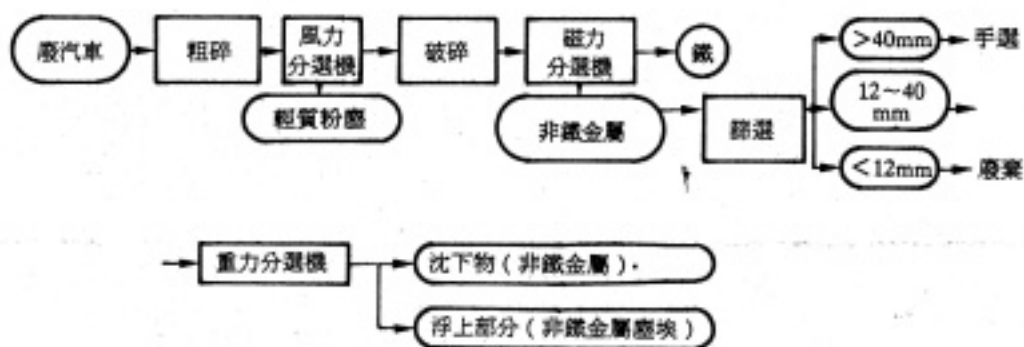 廢汽車
粗碎
風力
分選機
破碎
磁力
分選機
鐵
>40mm
手選
輕質粉塵
非鐵金屬
篩選
12~40
mm
<12mm
廢棄
重力分選機
沈下物(非鐵金屬).
浮上部分(非鐵金屬塵埃)